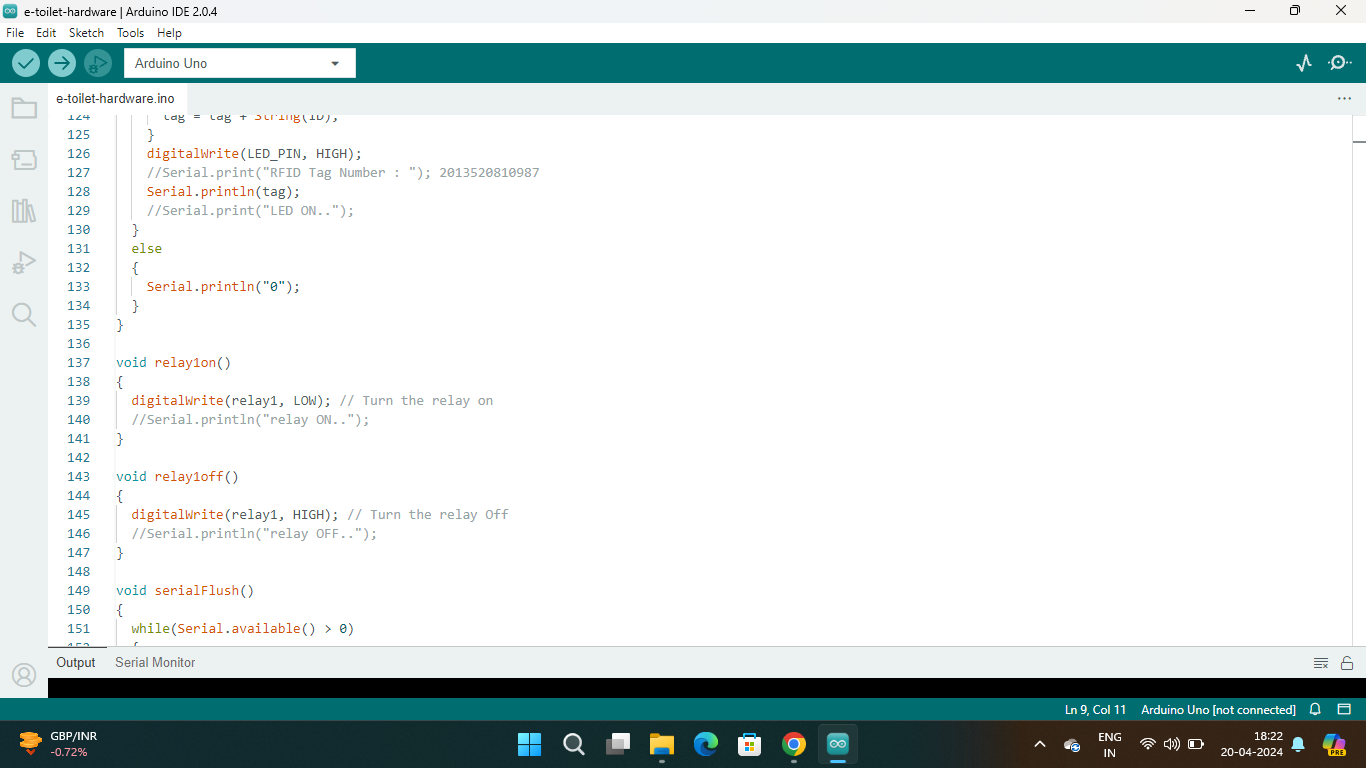 e-toilet-hardware | Arduino IDE 2.0.4
File Edit Sketch Tools Help
Arduino Uno
e-toilet-hardware.ino
124 tag = tag + String(ID);
125 }
126 digitalWrite(LED_PIN, HIGH);
127 //Serial.print("RFID Tag Number : "); 2013520810987
128 Serial.println(tag);
129 //Serial.print("LED ON..");
130 }
131 else
132 {
133 Serial.println("0");
134 }
135 }
136
137 void relay1on()
138 {
139 digitalWrite(relay1, LOW); // Turn the relay on
140 //Serial.println("relay ON..");
141 }
142
143 void relay1off()
144 {
145 digitalWrite(relay1, HIGH); // Turn the relay Off
146 //Serial.println("relay OFF..");
147 }
148
149 void serialFlush()
150 {
151 while(Serial.available() > 0)
152 {
Output Serial Monitor
Ln 9, Col 11 Arduino Uno [not connected]
GBP/INR
-0.72%
ENG
IN
18:22
20-04-2024
PRE